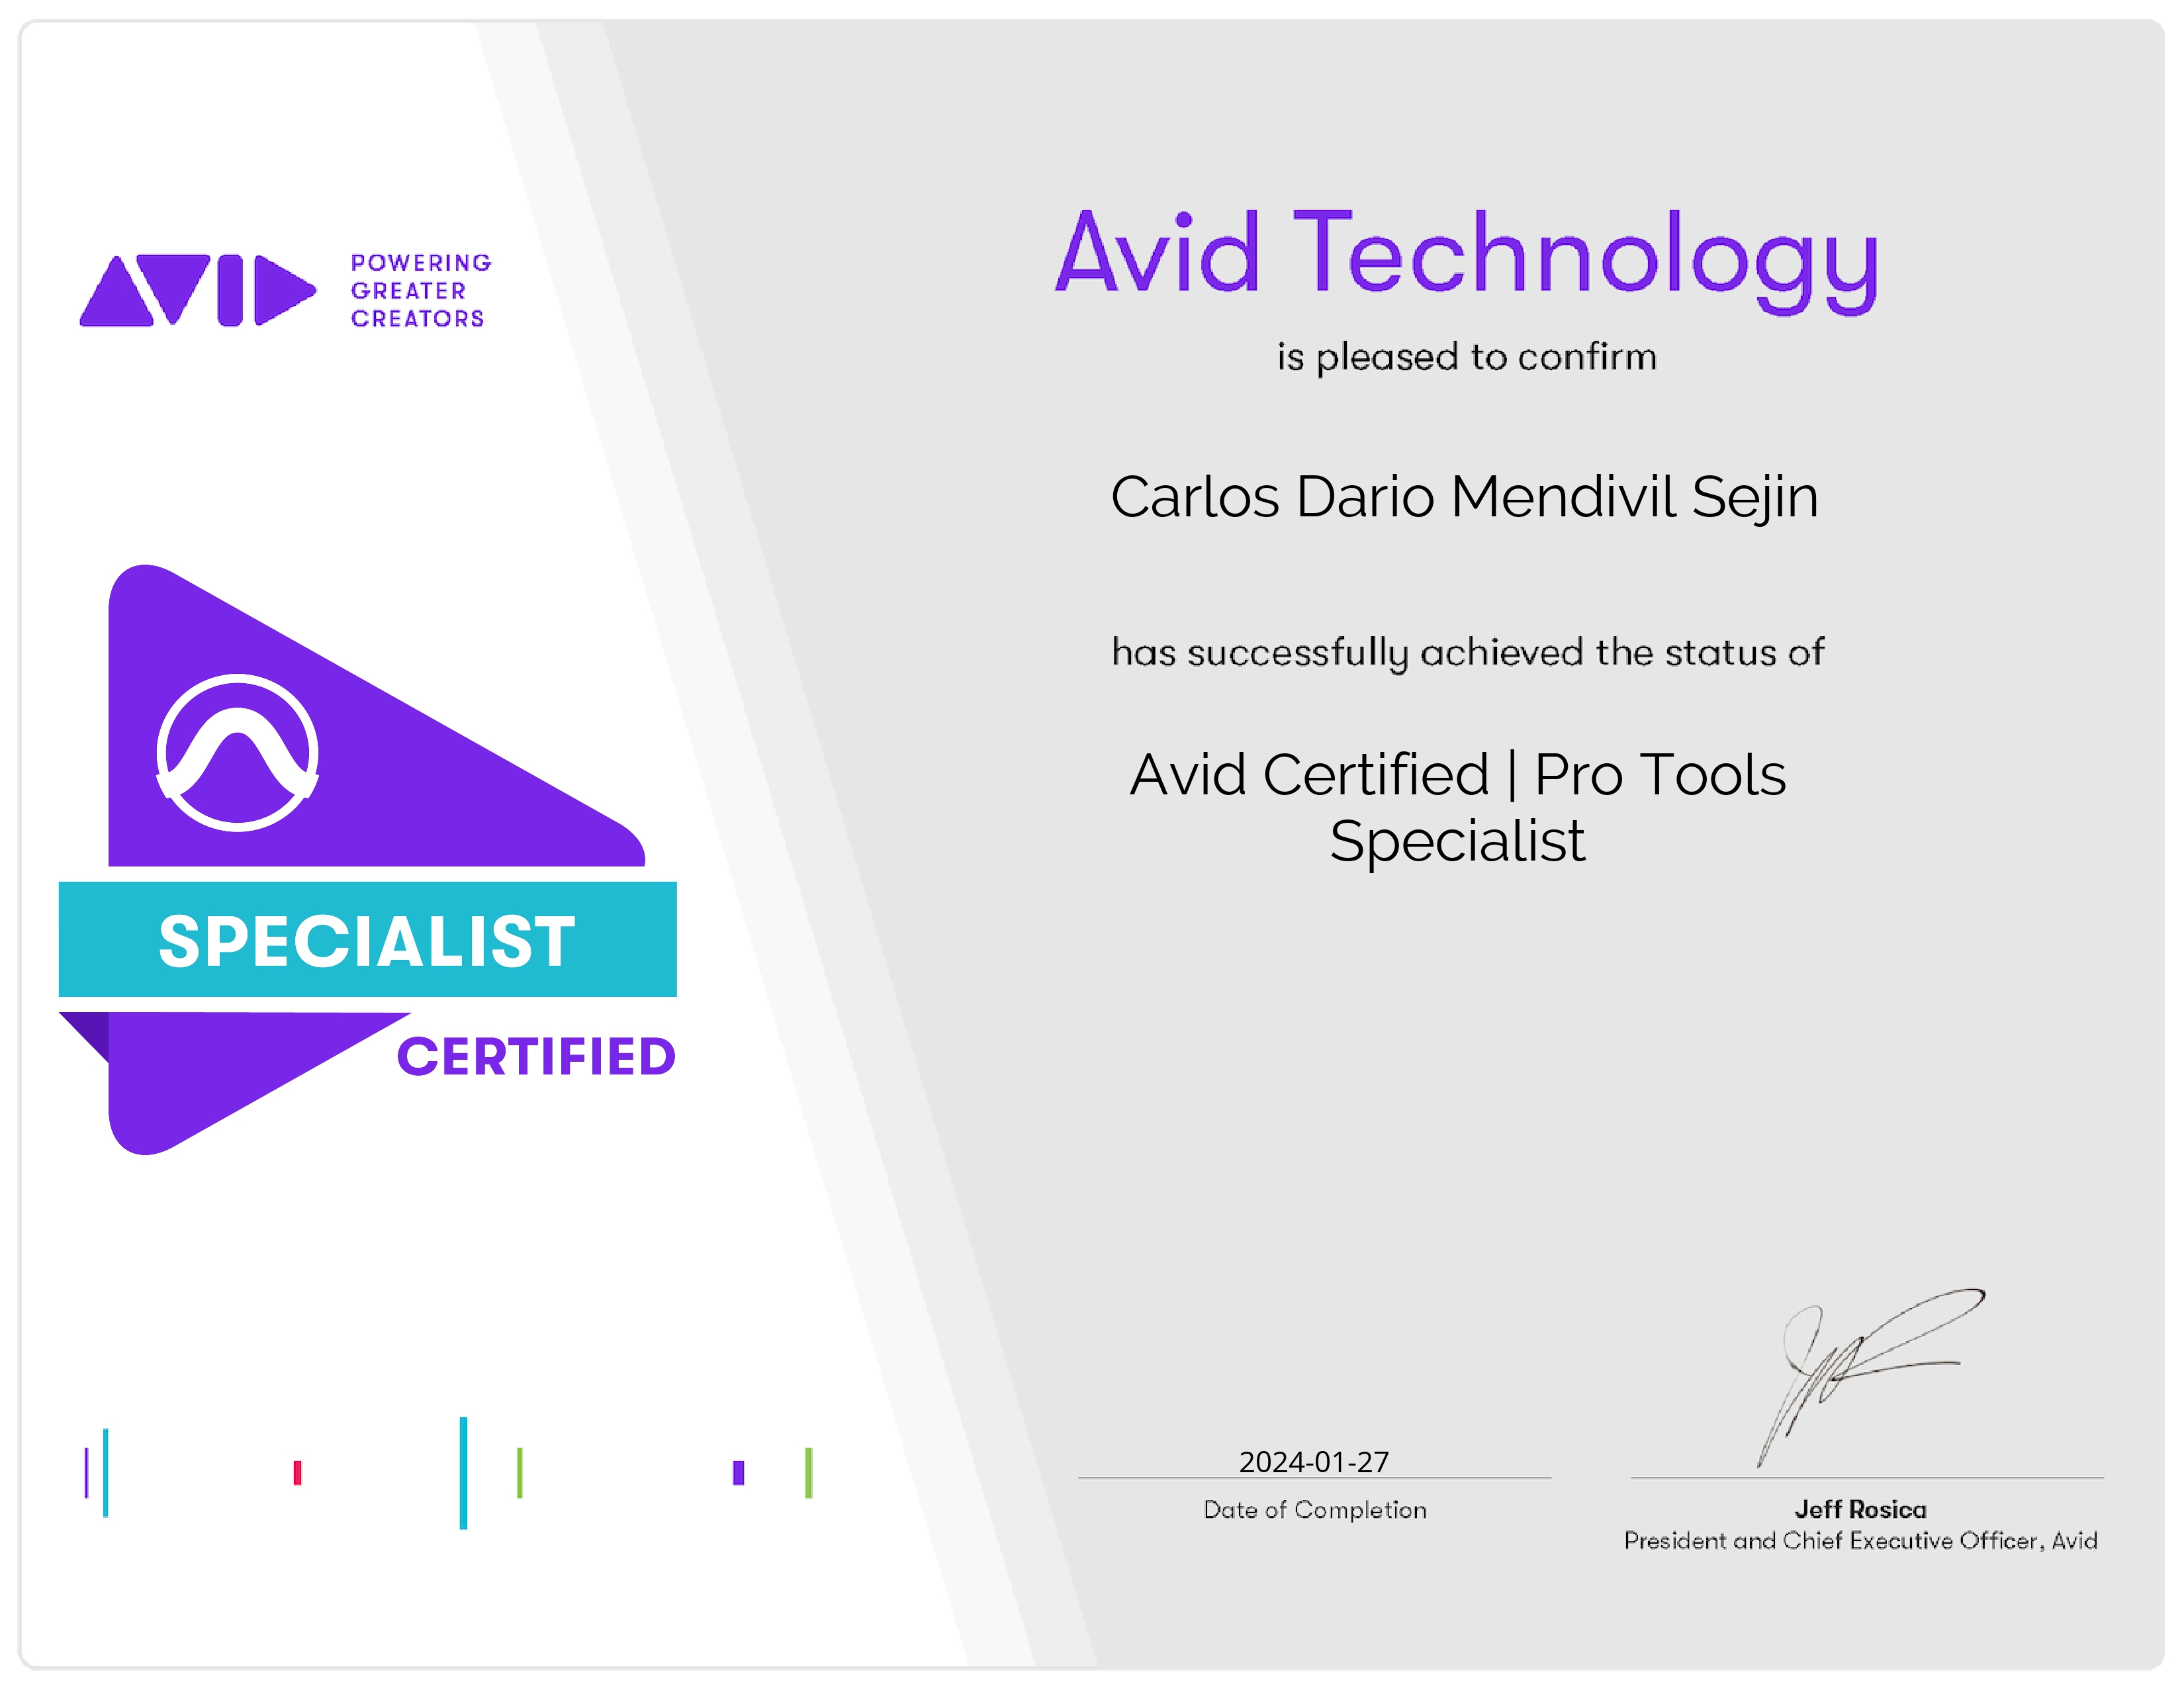 AVID
POWERING
GREATER
CREATORS
Avid Technology
is pleased to confirm
Carlos Dario Mendivil Sejin
has successfully achieved the status of
Avid Certified | Pro Tools
Specialist
SPECIALIST
CERTIFIED
2024-01-27
Date of Completion
Jeff Rosica
President and Chief Executive Officer, Avid